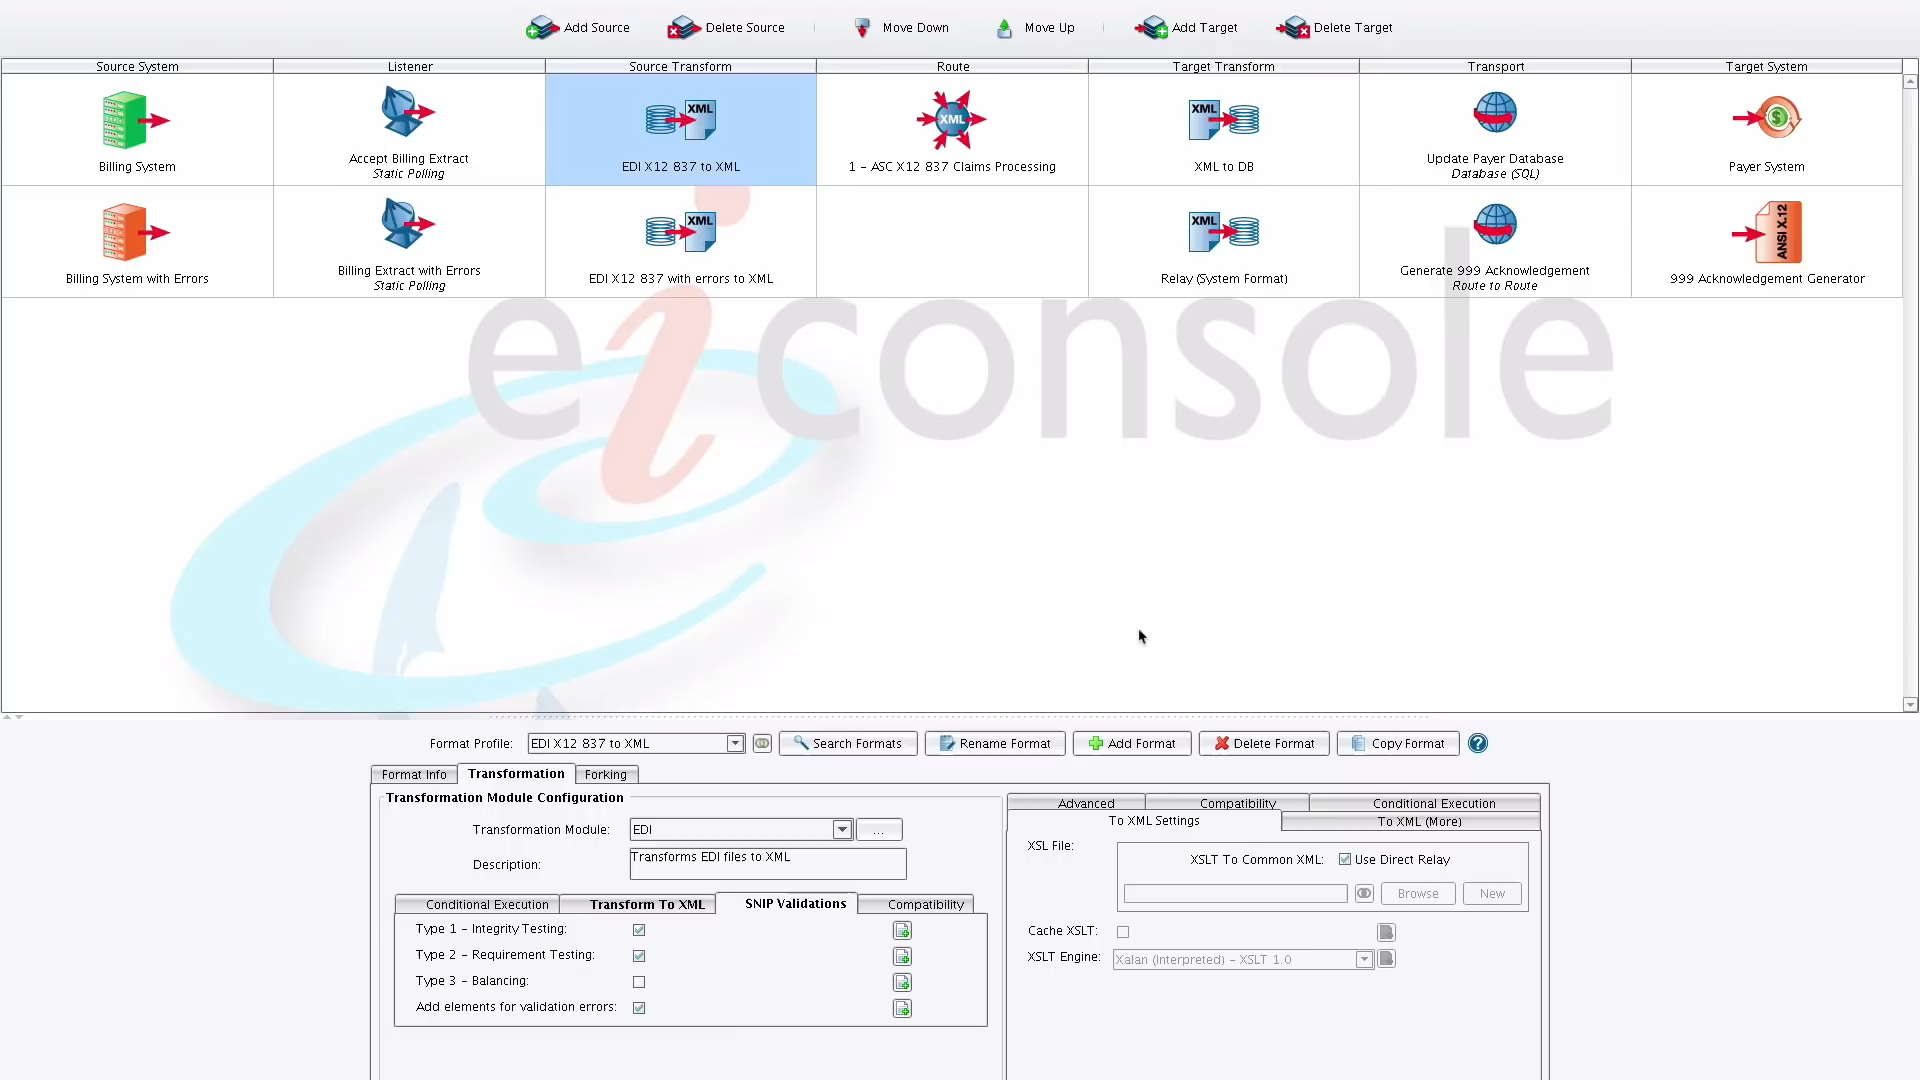 Add Source
Delete Source
Move Down
Move Up
Add Target
Delete Target
Source System
Listener
Source Transform
Route
Target Transform
Transport
Target System
XML
XML
XML
Billing System
Accept Billing Extract
Static Polling
EDI X12 837 to XML
1 - ASC X12 837 Claims Processing
XML to DB
Update Payer Database
Database (SQL)
Payer System
XML
XML
ANSI X.12
Billing System with Errors
Billing Extract with Errors
Static Polling
EDI X12 837 with errors to XML
Relay (System Format)
Generate 999 Acknowledgement
Route to Route
999 Acknowledgement Generator
eiconsole
Format Profile:
EDI X12 837 to XML
Search Formats
Rename Format
Add Format
Delete Format
Copy Format
?
Format Info
Transformation
Forking
Transformation Module Configuration
Transformation Module:
EDI
...
Description:
Transforms EDI files to XML
Conditional Execution
Transform To XML
SNIP Validations
Compatibility
Type 1 - Integrity Testing:
Type 2 - Requirement Testing:
Type 3 - Balancing:
Add elements for validation errors:
Advanced
Compatibility
Conditional Execution
To XML Settings
To XML (More)
XSL File:
XSLT To Common XML:
Use Direct Relay
Browse
New
Cache XSLT:
XSLT Engine:
Xalan (Interpreted) - XSLT 1.0